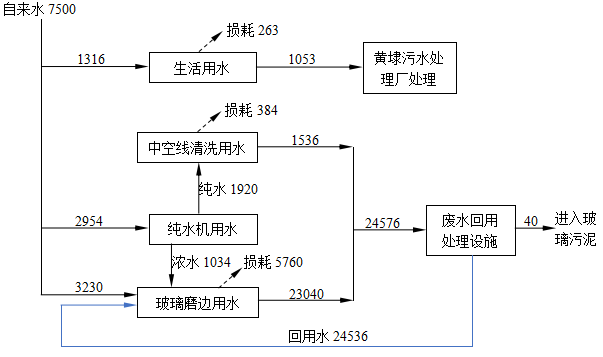 自来水 7500
损耗 263
1316
生活用水
1053
黄埭污水处
理厂处理
损耗 384
中空线清洗用水
1536
纯水 1920
2954
纯水机用水
24576
废水回用
处理设施
40
进入玻
璃污泥
浓水 1034
损耗 5760
3230
玻璃磨边用水
23040
回用水 24536